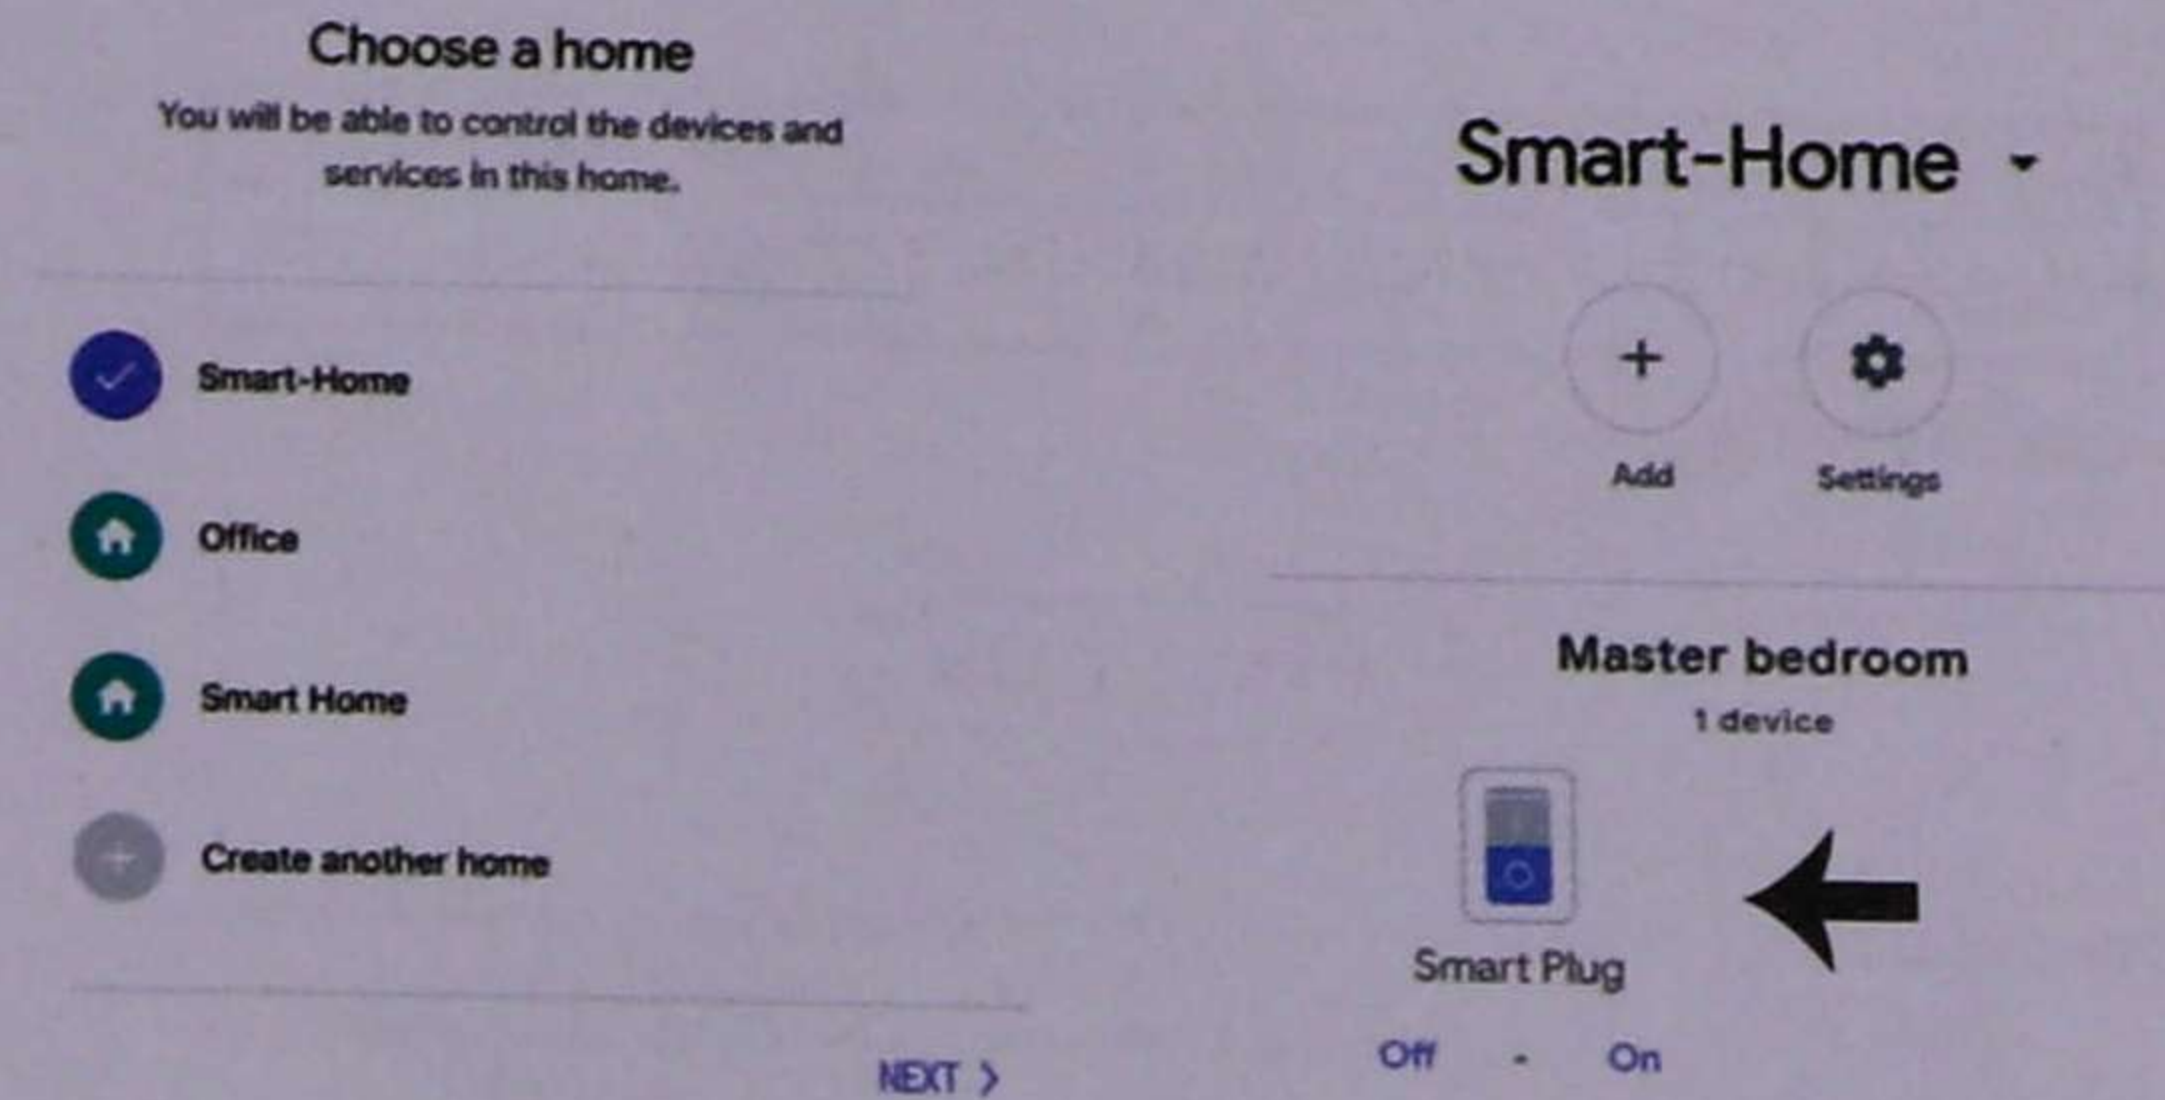 Choose a home
You will be able to control the devices and
services in this home.
Smart-Home
Office
Smart Home
Create another home
NEXT >
Smart-Home
Add
Settings
Master bedroom
1 device
Smart Plug
Off - On